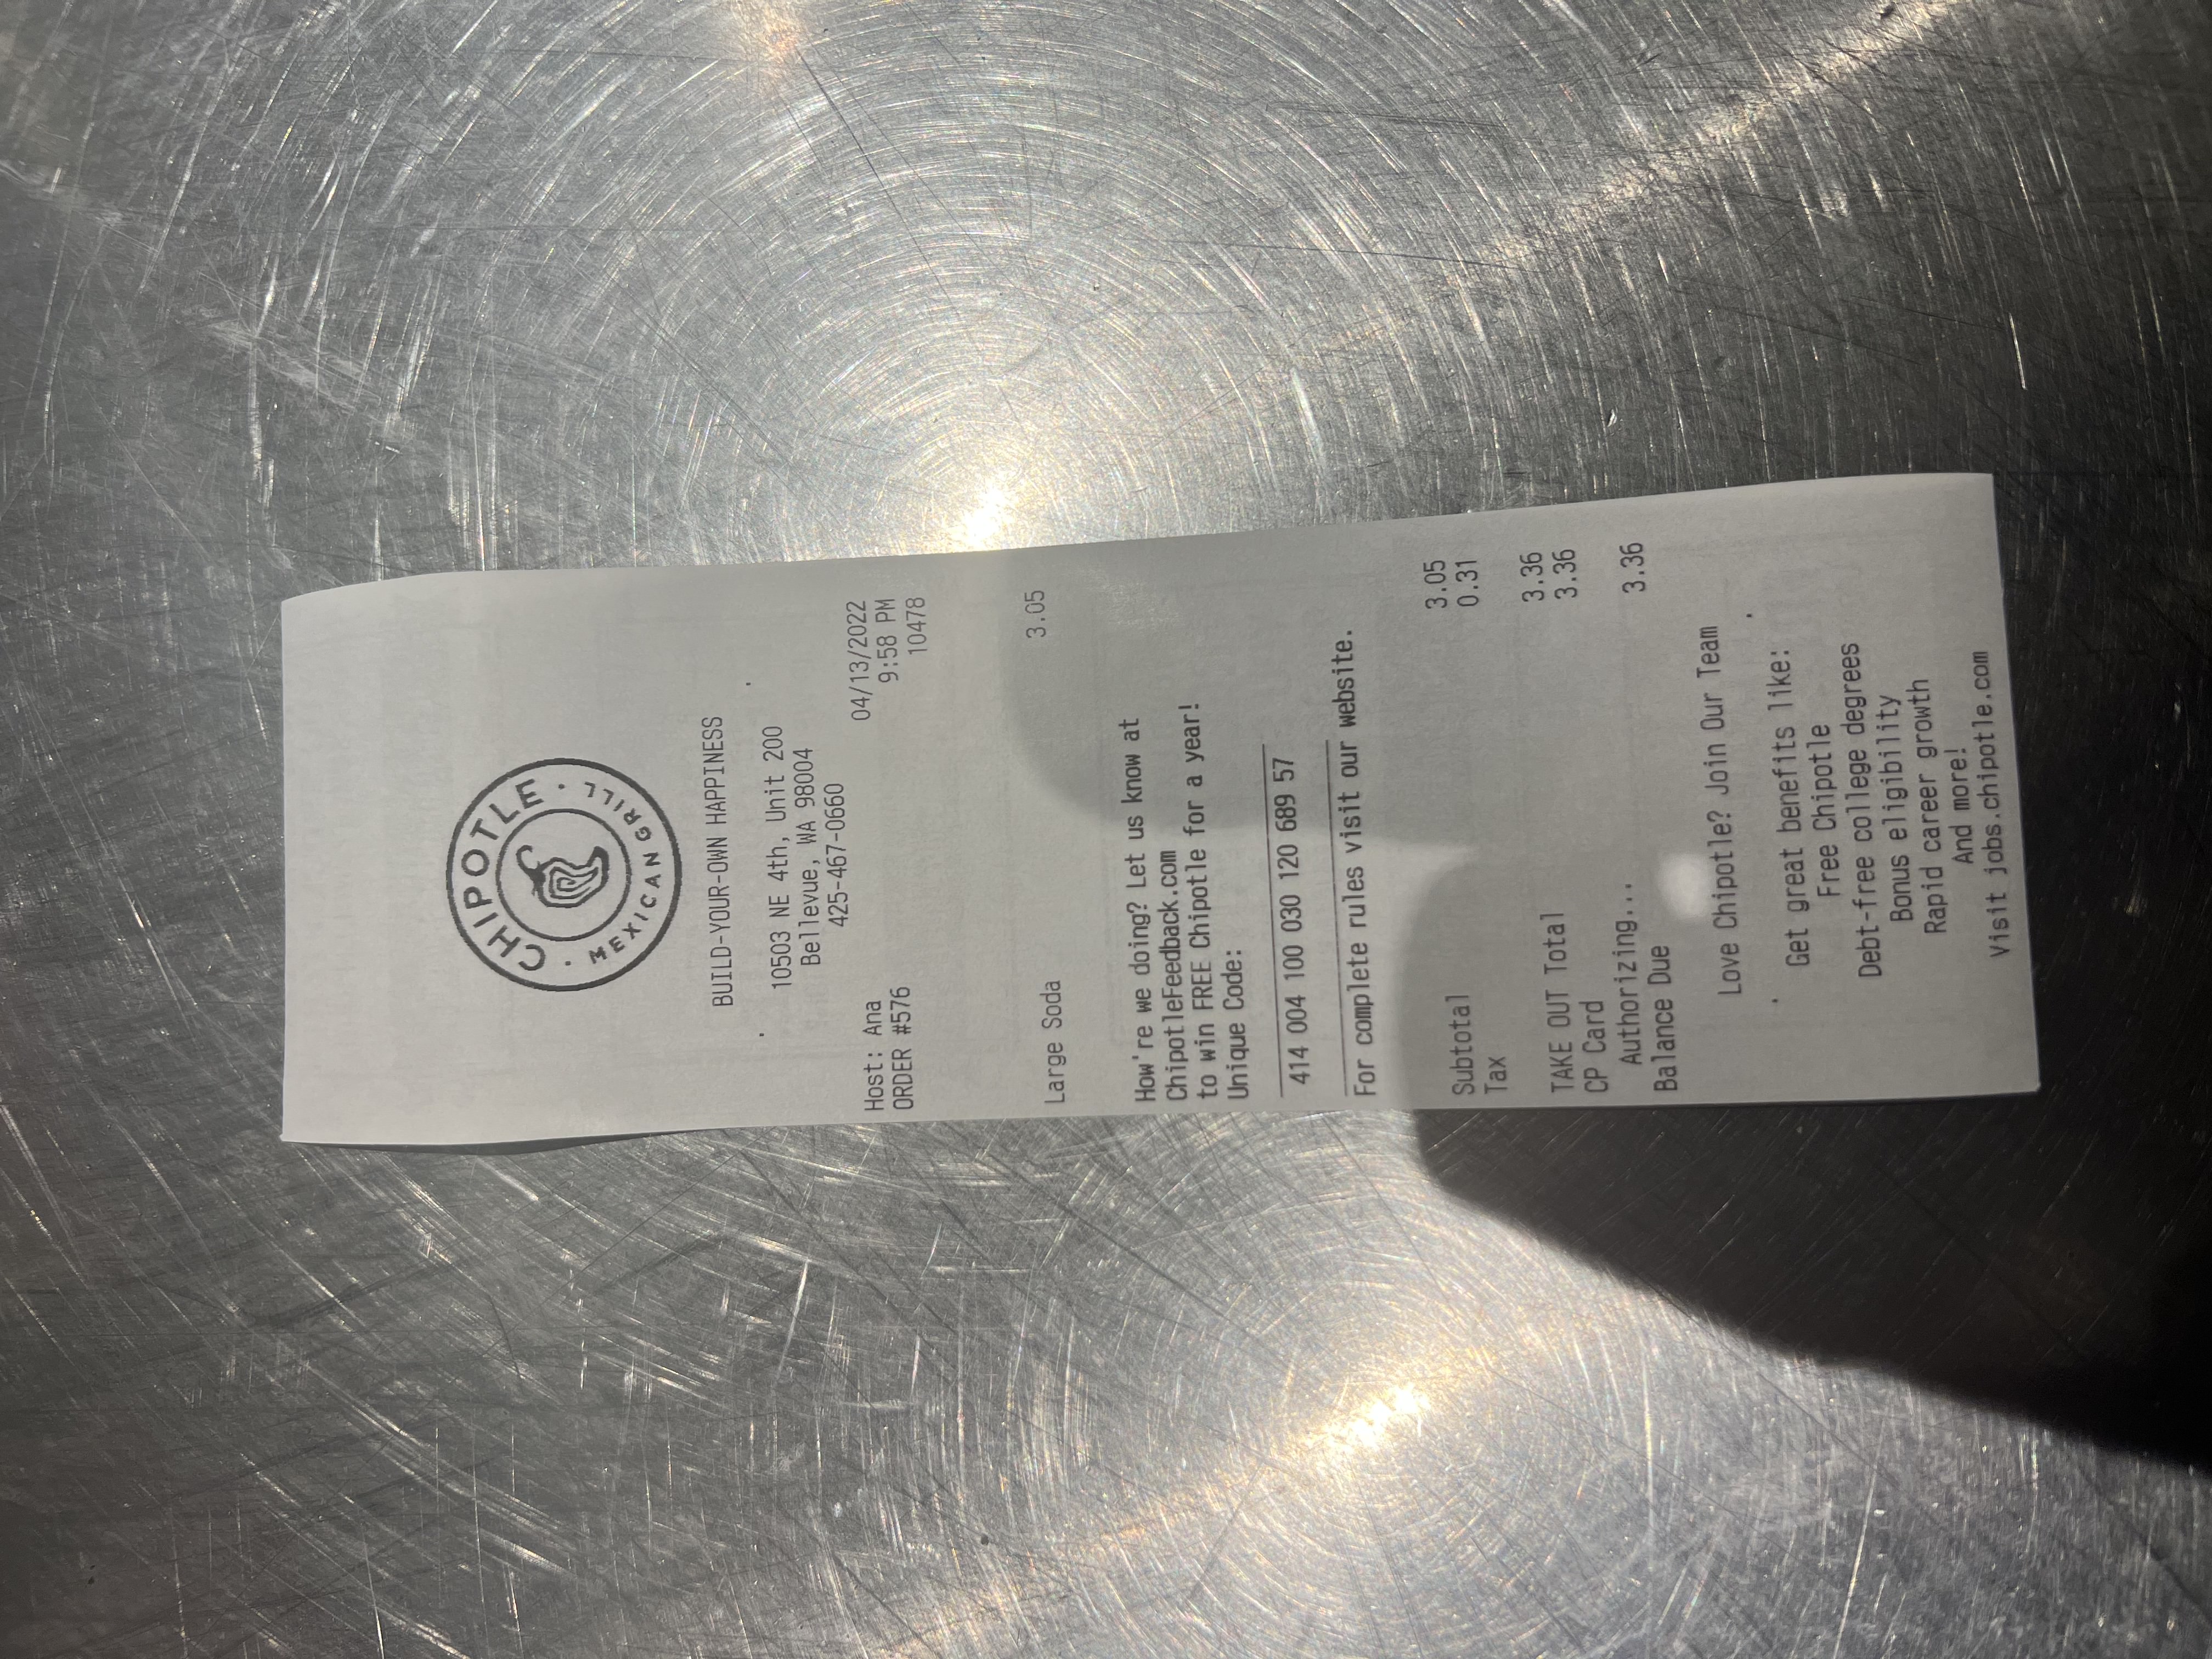 CHIPOTLE
MEXICAN GRILL
BUILD-YOUR-OWN HAPPINESS
10503 NE 4th, Unit 200
Bellevue, WA 98004
425-467-0660
Host: Ana 04/13/2022
ORDER #576 9:58 PM
10478
Large Soda 3.05
How're we doing? Let us know at
ChipotleFeedback.com
to win FREE Chipotle for a year!
Unique Code:
414 004 100 030 120 689 57
For complete rules visit our website.
Subtotal 3.05
Tax 0.31
TAKE OUT Total 3.36
CP Card 3.36
Authorizing...
Balance Due 3.36
Love Chipotle? Join Our Team
Get great benefits like:
Free Chipotle
Debt-free college degrees
Bonus eligibility
Rapid career growth
And more!
Visit jobs.chipotle.com